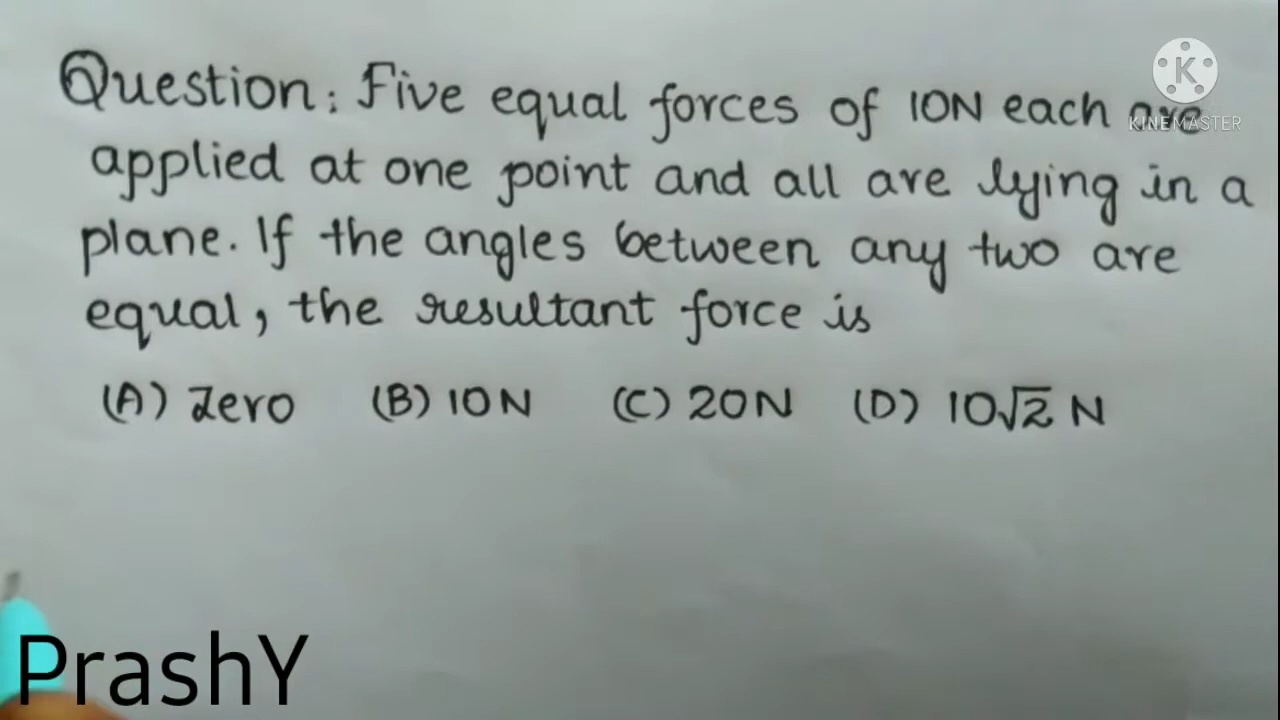 Question: Five equal forces of 10N each are
applied at one point and all are lying in a
plane. If the angles between any two are
equal, the resultant force is
(A) Zero (B) 10N (C) 20N (D) 10√2 N
K
KINEMASTER
PrashY